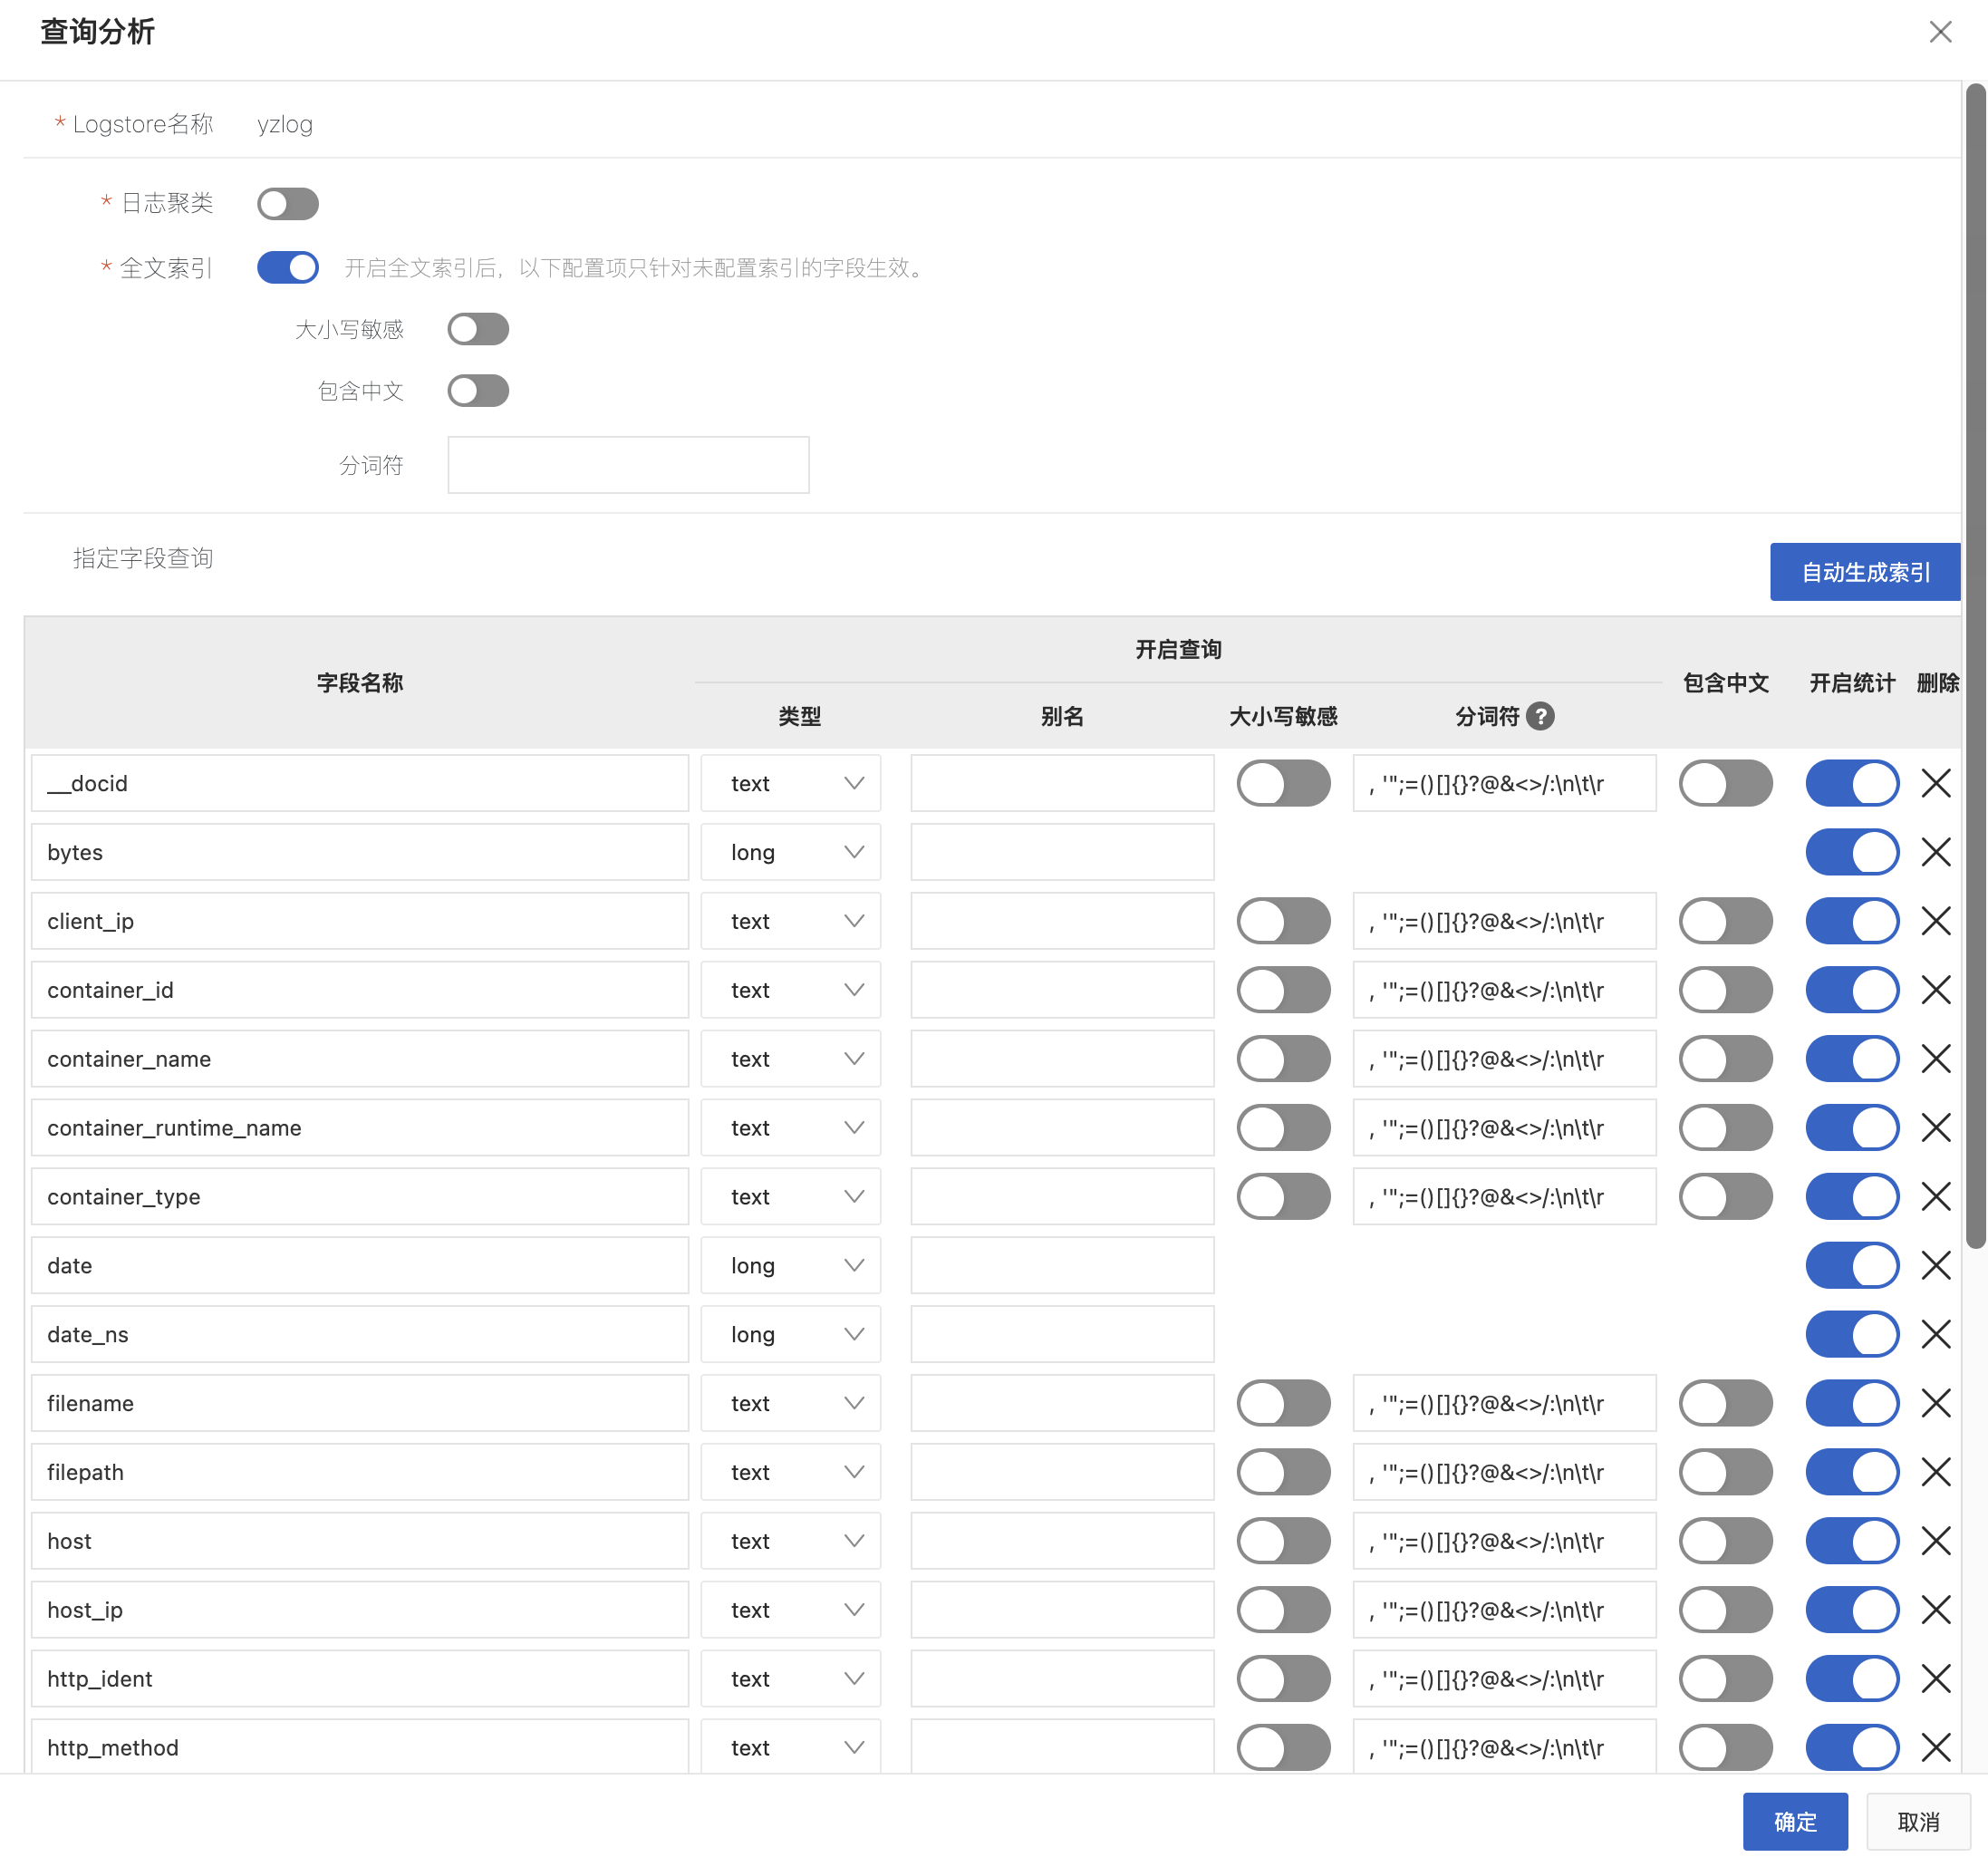 查询分析
* Logstore名称 yzlog
* 日志聚类
* 全文索引 开启全文索引后，以下配置项只针对未配置索引的字段生效。
大小写敏感
包含中文
分词符
指定字段查询
自动生成索引
字段名称 开启查询 包含中文 开启统计 删除
类型 别名 大小写敏感 分词符 ?
__docid text , '";=()[]{}?@&<>/:\n\t\r
bytes long
client_ip text , '";=()[]{}?@&<>/:\n\t\r
container_id text , '";=()[]{}?@&<>/:\n\t\r
container_name text , '";=()[]{}?@&<>/:\n\t\r
container_runtime_name text , '";=()[]{}?@&<>/:\n\t\r
container_type text , '";=()[]{}?@&<>/:\n\t\r
date long
date_ns long
filename text , '";=()[]{}?@&<>/:\n\t\r
filepath text , '";=()[]{}?@&<>/:\n\t\r
host text , '";=()[]{}?@&<>/:\n\t\r
host_ip text , '";=()[]{}?@&<>/:\n\t\r
http_ident text , '";=()[]{}?@&<>/:\n\t\r
http_method text , '";=()[]{}?@&<>/:\n\t\r
确定 取消